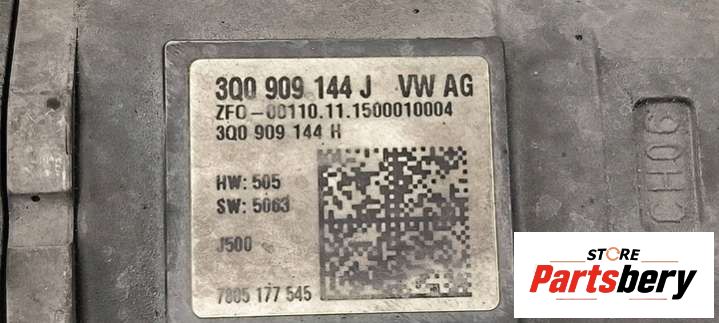 3Q0 909 144 J VW AG
ZFO-00110.11.1500010004
3Q0 909 144 H
HW: 505
SW: 5063
J500
7805 177 545
CH06
STORE
Partsbery